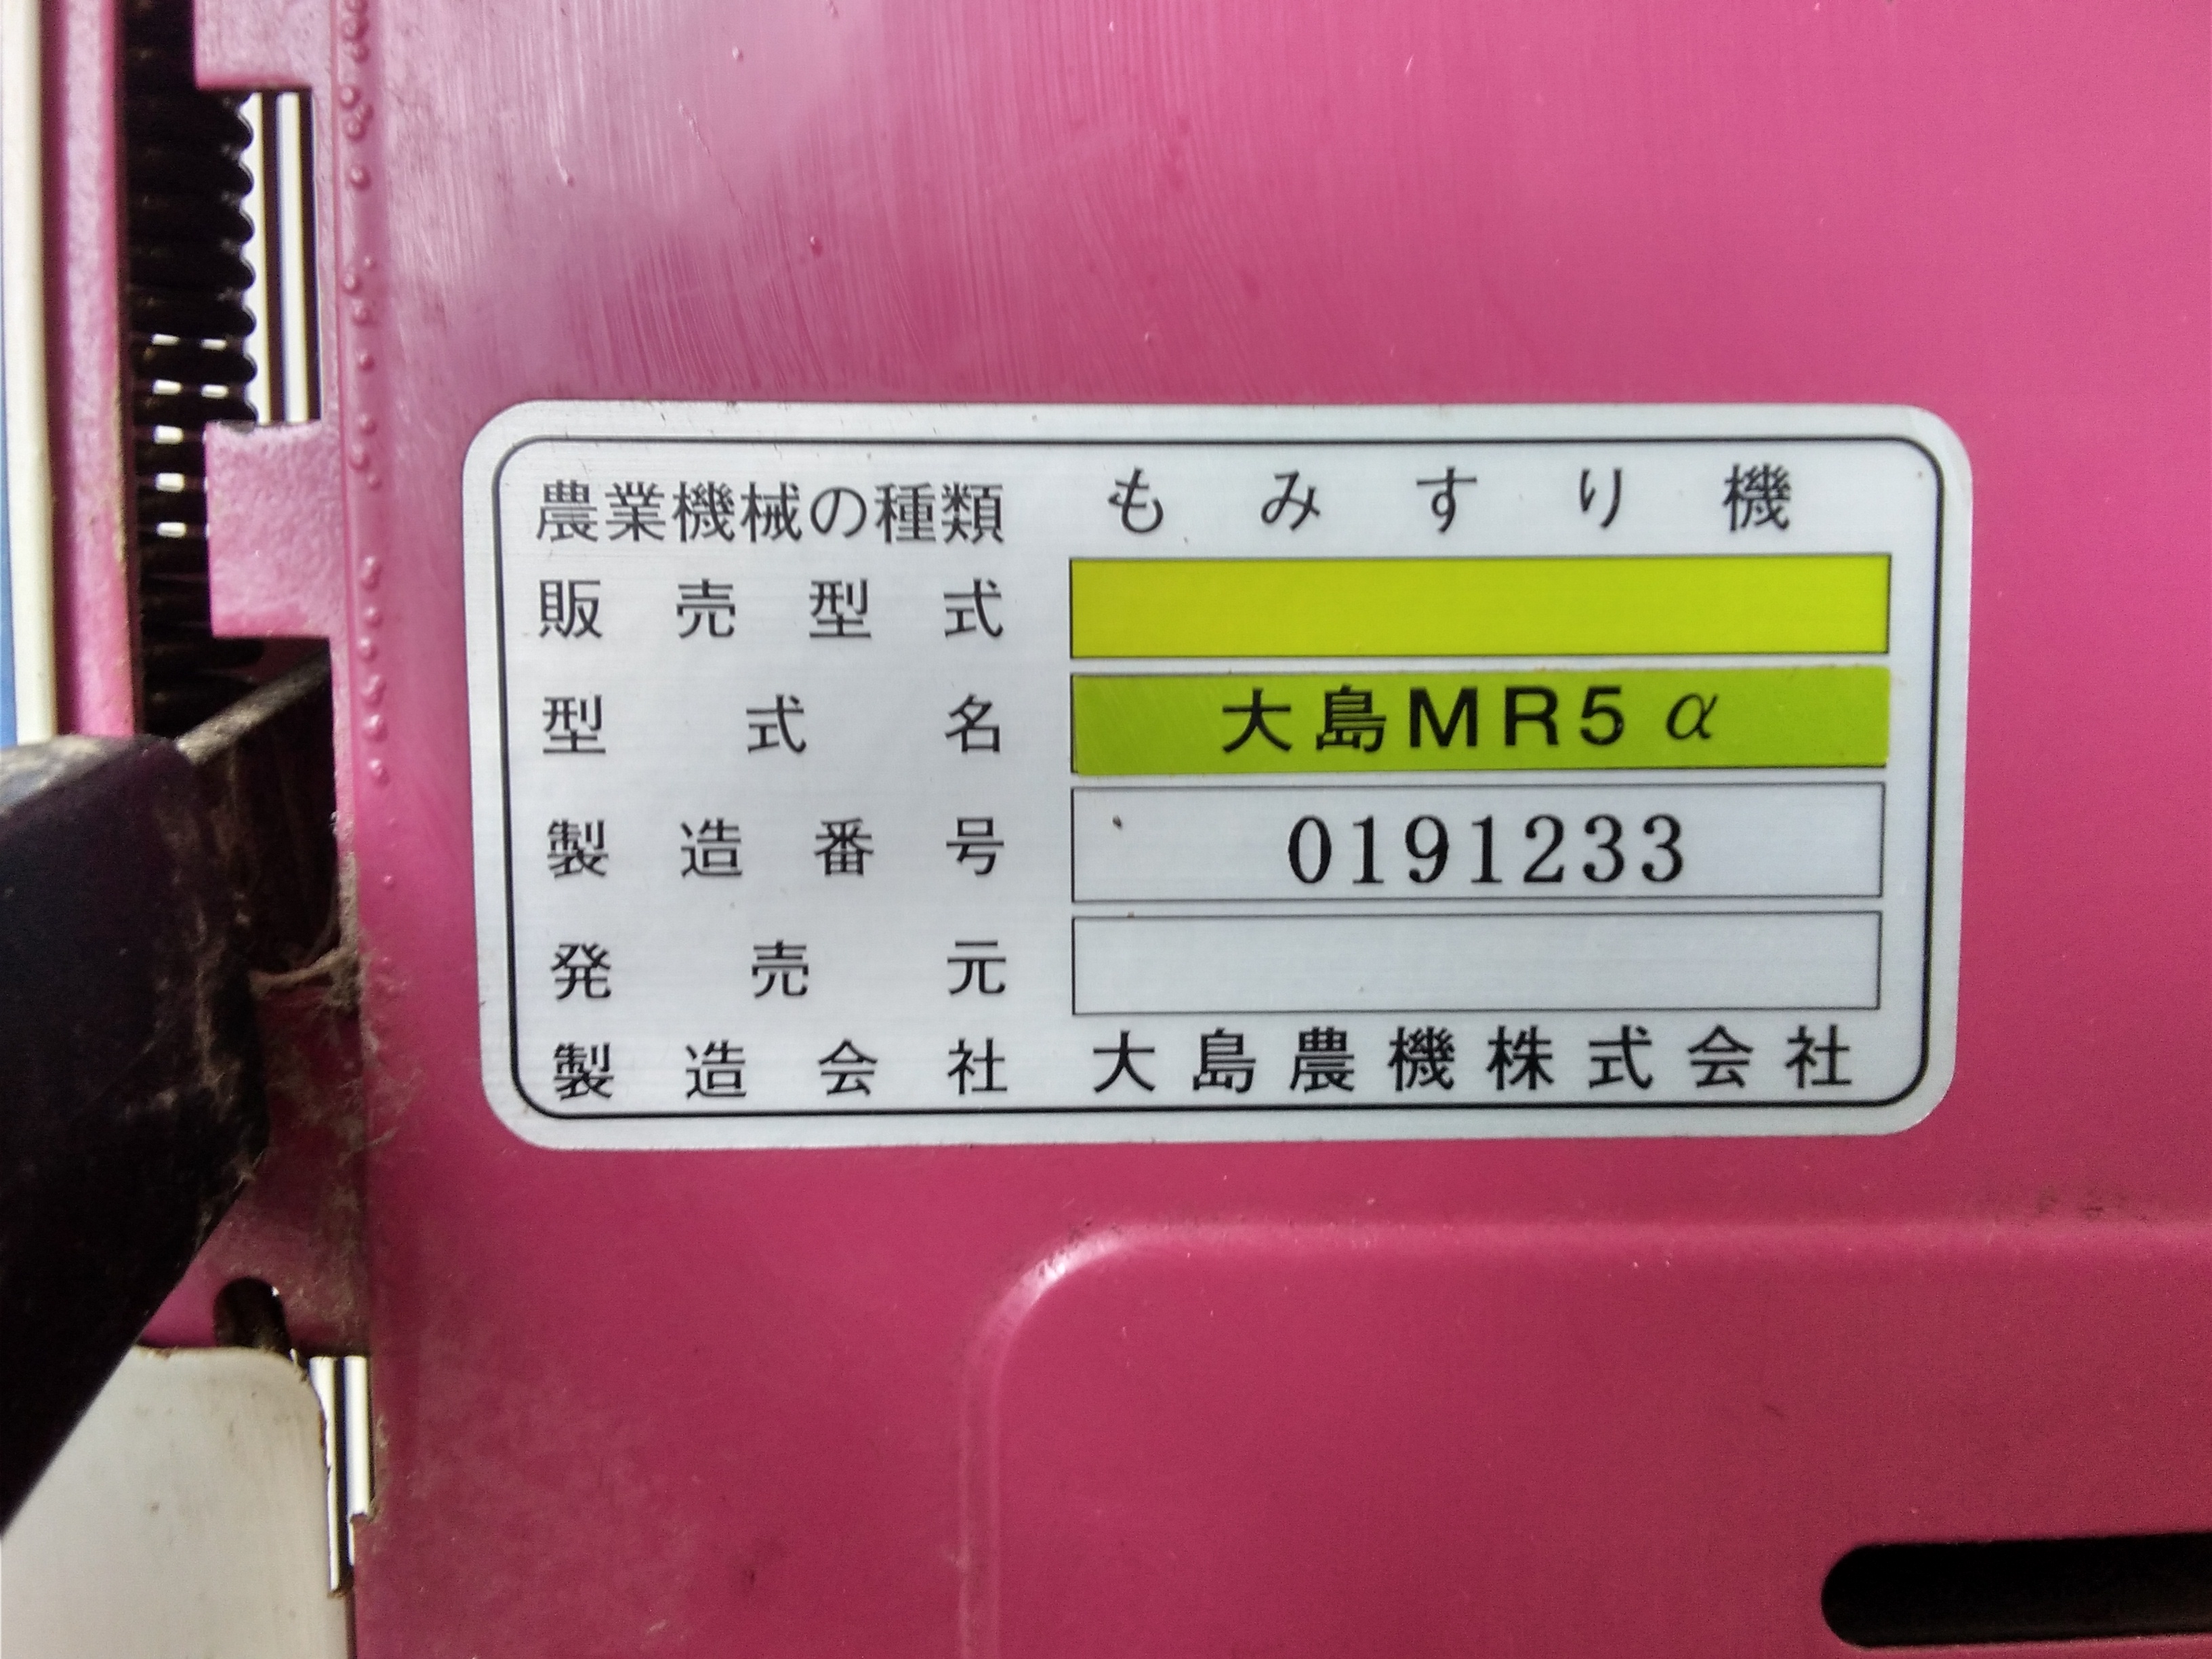 農業機械の種類 もみすり機
販売型式
型式名 大島MR5α
製造番号 0191233
発売元
製造会社 大島農機株式会社